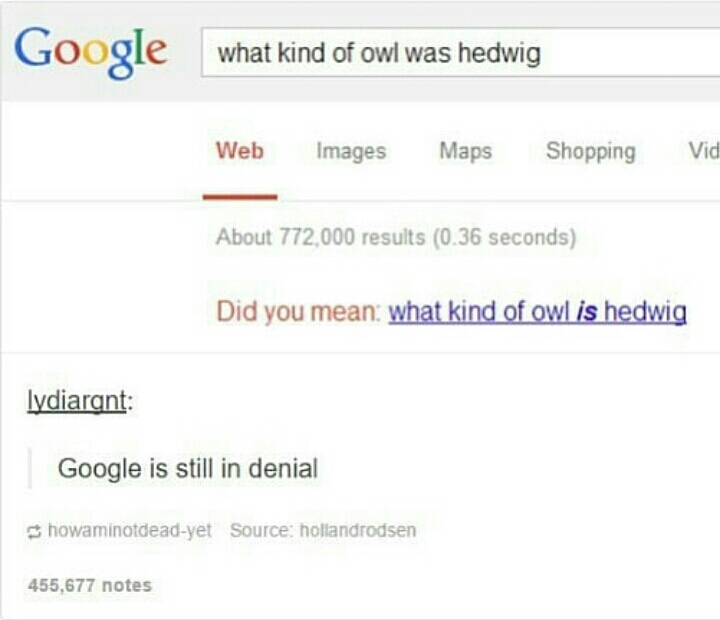 Google what kind of owl was hedwig
Web Images Maps Shopping Vid
About 772,000 results (0.36 seconds)
Did you mean: what kind of owl is hedwig
lydiargnt:
Google is still in denial
howaminotdead-yet Source: hollandrodsen
455,677 notes